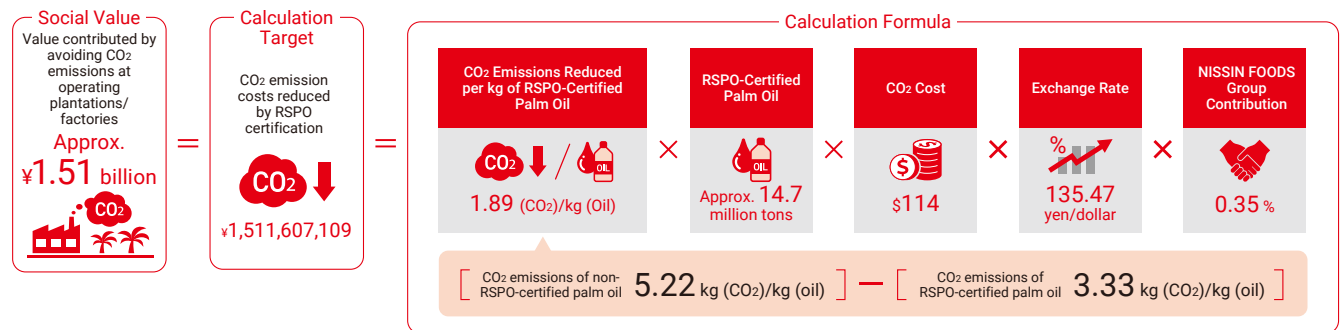 Social Value
Value contributed by
avoiding CO2
emissions at
operating
plantations/
factories
Approx.
¥1.51 billion
CO2
=
Calculation
Target
CO2 emission
costs reduced
by RSPO
certification
CO2
¥1,511,607,109
=
Calculation Formula
CO2 Emissions Reduced
per kg of RSPO-Certified
Palm Oil
CO2 / OIL
1.89 (CO2)/kg (Oil)
×
RSPO-Certified
Palm Oil
OIL
Approx. 14.7
million tons
×
CO2 Cost
$
$114
×
Exchange Rate
%
135.47
yen/dollar
×
NISSIN FOODS
Group
Contribution
0.35 %
[ CO2 emissions of non-
RSPO-certified palm oil 5.22 kg (CO2)/kg (oil) ] — [ CO2 emissions of
RSPO-certified palm oil 3.33 kg (CO2)/kg (oil) ]